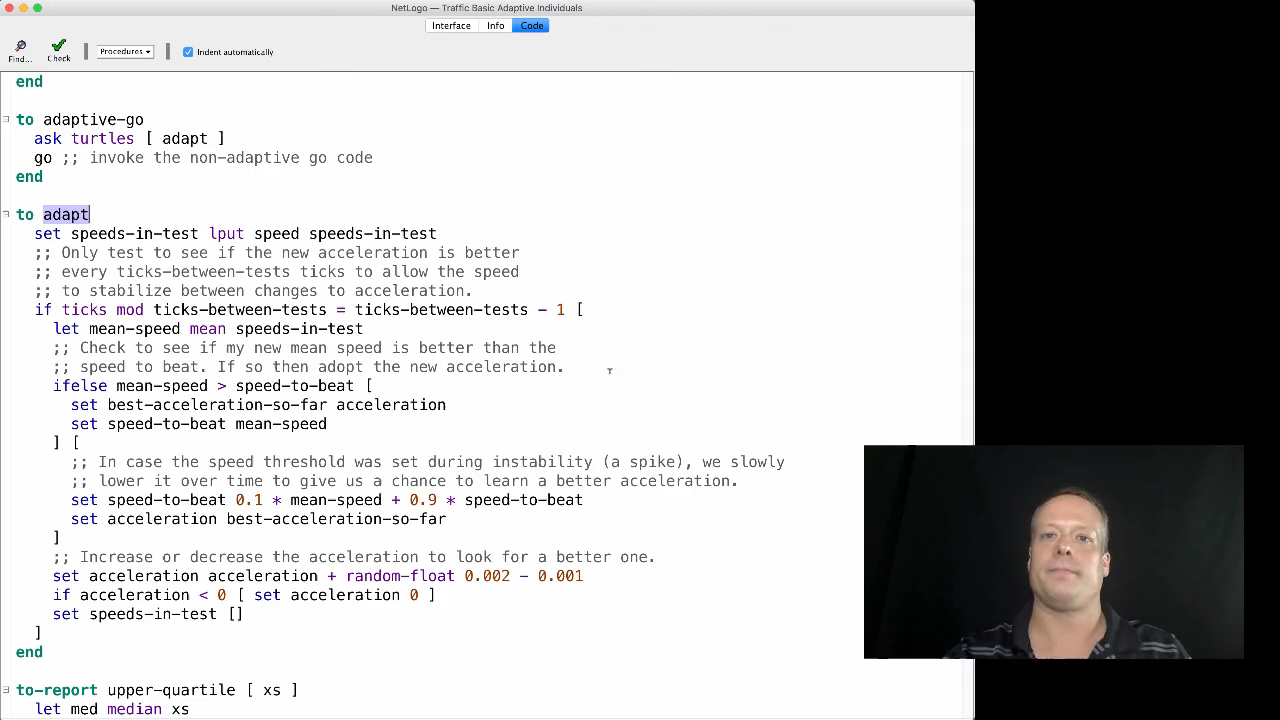 NetLogo — Traffic Basic Adaptive Individuals
Interface Info Code
Find... Check Procedures Indent automatically
end
to adaptive-go
ask turtles [ adapt ]
go ;; invoke the non-adaptive go code
end
to adapt
set speeds-in-test lput speed speeds-in-test
;; Only test to see if the new acceleration is better
;; every ticks-between-tests ticks to allow the speed
;; to stabilize between changes to acceleration.
if ticks mod ticks-between-tests = ticks-between-tests - 1 [
let mean-speed mean speeds-in-test
;; Check to see if my new mean speed is better than the
;; speed to beat. If so then adopt the new acceleration.
ifelse mean-speed > speed-to-beat [
set best-acceleration-so-far acceleration
set speed-to-beat mean-speed
] [
;; In case the speed threshold was set during instability (a spike), we slowly
;; lower it over time to give us a chance to learn a better acceleration.
set speed-to-beat 0.1 * mean-speed + 0.9 * speed-to-beat
set acceleration best-acceleration-so-far
]
;; Increase or decrease the acceleration to look for a better one.
set acceleration acceleration + random-float 0.002 - 0.001
if acceleration < 0 [ set acceleration 0 ]
set speeds-in-test []
]
end
to-report upper-quartile [ xs ]
let med median xs